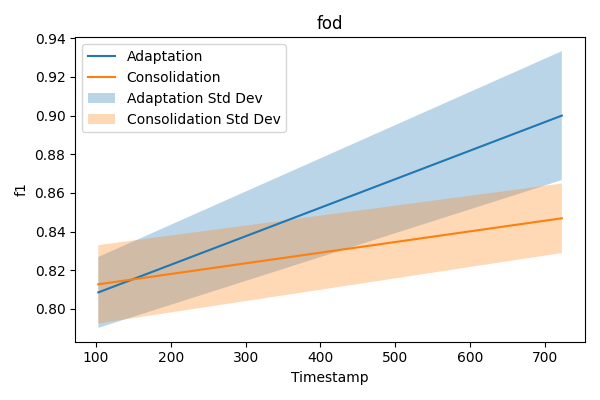 fod
0.94
0.92
0.90
0.88
0.86
0.84
0.82
0.80
f1
Adaptation
Consolidation
Adaptation Std Dev
Consolidation Std Dev
100 200 300 400 500 600 700
Timestamp